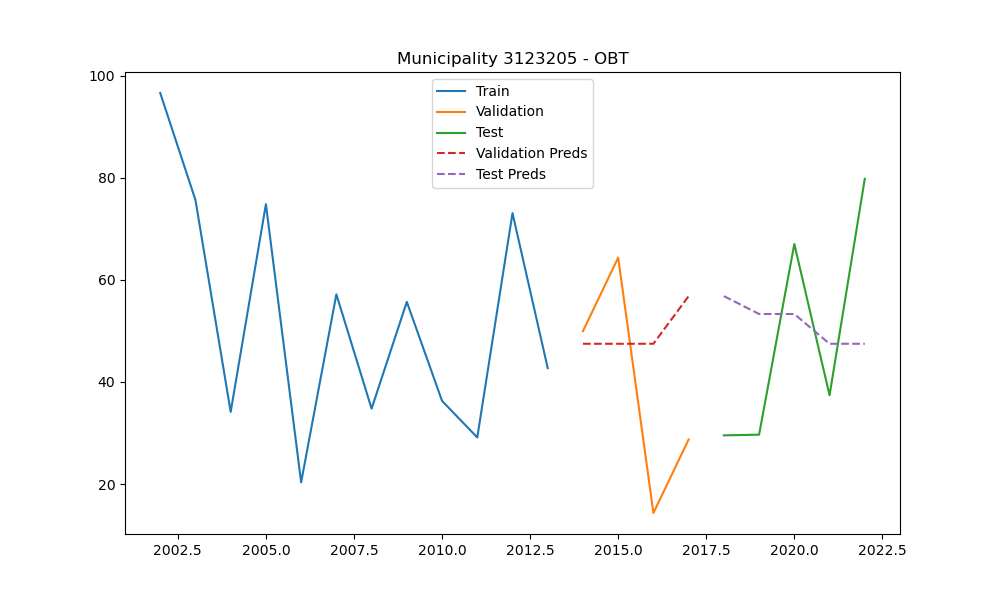 Municipality 3123205 - OBT
Train
Validation
Test
Validation Preds
Test Preds
100
80
60
40
20
2002.5 2005.0 2007.5 2010.0 2012.5 2015.0 2017.5 2020.0 2022.5